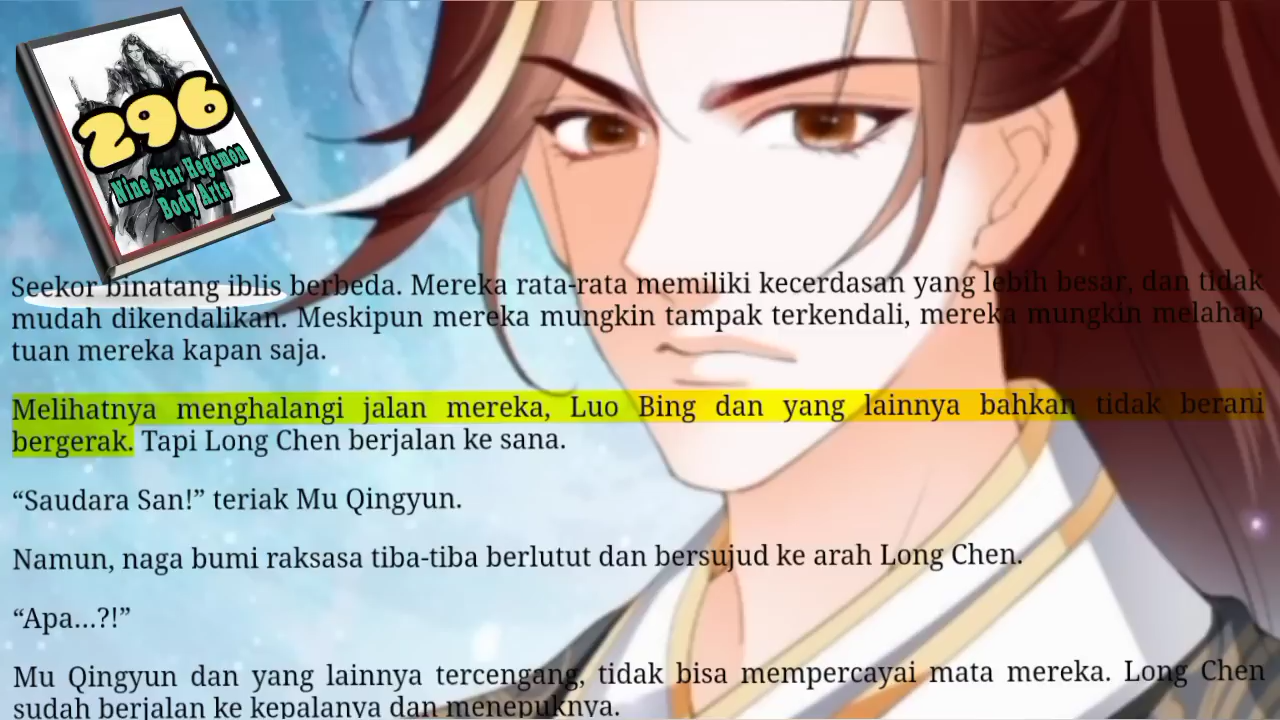 296
Nine Star Hegemon
Body Arts
Seekor binatang iblis berbeda. Mereka rata-rata memiliki kecerdasan yang lebih besar, dan tidak
mudah dikendalikan. Meskipun mereka mungkin tampak terkendali, mereka mungkin melahap
tuan mereka kapan saja.
Melihatnya menghalangi jalan mereka, Luo Bing dan yang lainnya bahkan tidak berani
bergerak. Tapi Long Chen berjalan ke sana.
“Saudara San!” teriak Mu Qingyun.
Namun, naga bumi raksasa tiba-tiba berlutut dan bersujud ke arah Long Chen.
“Apa...?!”
Mu Qingyun dan yang lainnya tercengang, tidak bisa mempercayai mata mereka. Long Chen
sudah berjalan ke kepalanya dan menepuknya.